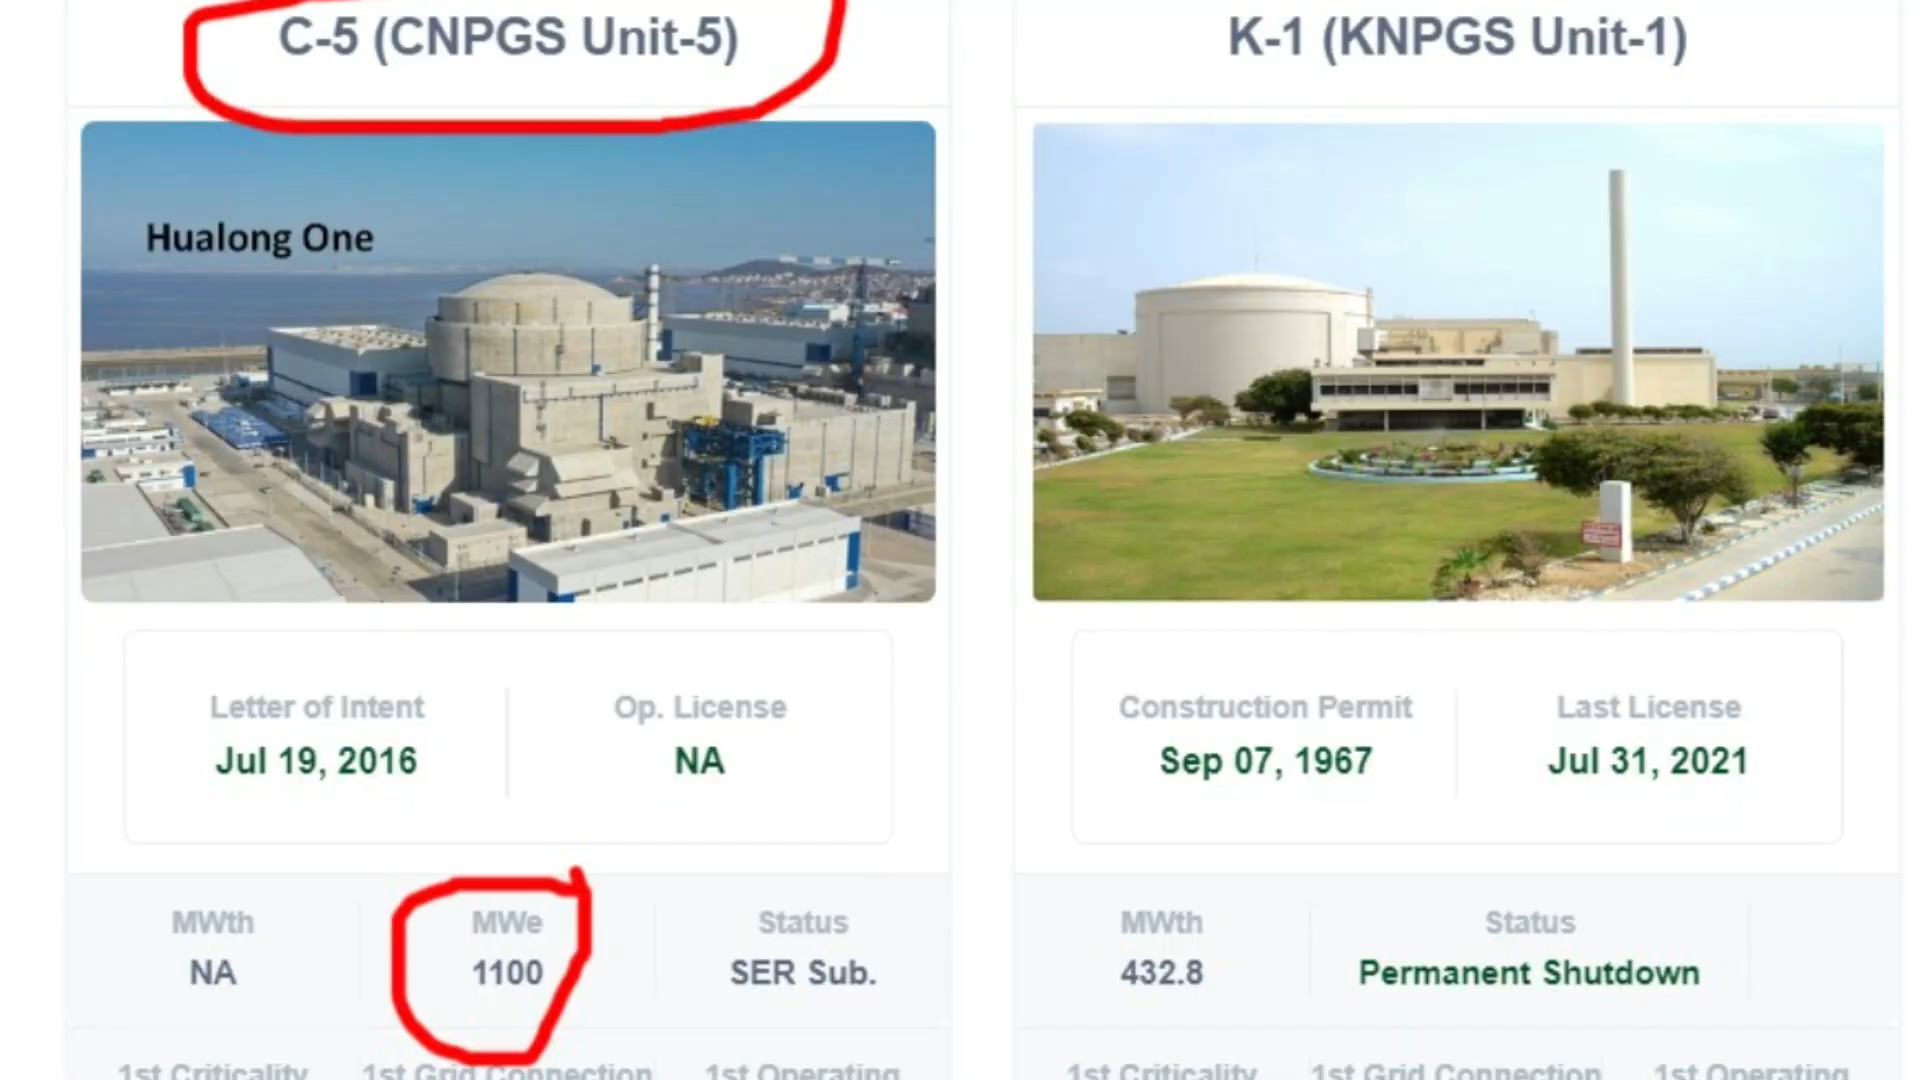 C-5 (CNPGS Unit-5)
Hualong One
Letter of Intent
Jul 19, 2016
Op. License
NA
MWth
NA
MWe
1100
Status
SER Sub.
1st Criticality
1st Grid Connection
1st Operating
K-1 (KNPGS Unit-1)
Construction Permit
Sep 07, 1967
Last License
Jul 31, 2021
MWth
432.8
Status
Permanent Shutdown
1st Criticality
1st Grid Connection
1st Operating